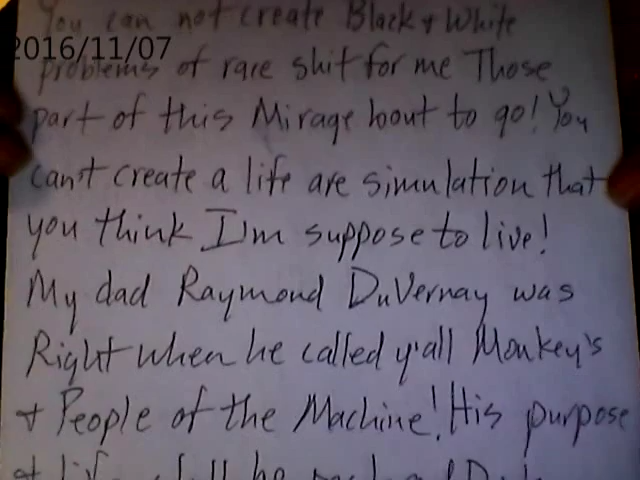 You can not create Black & White
2016/11/07
problems of rare shit for me Those
part of this Mirage bout to go! You
can't create a life are simulation that
you think I'm suppose to live!
My dad Raymond DuVernay was
Right when he called y'all Monkey's
& People of the Machine! His purpose